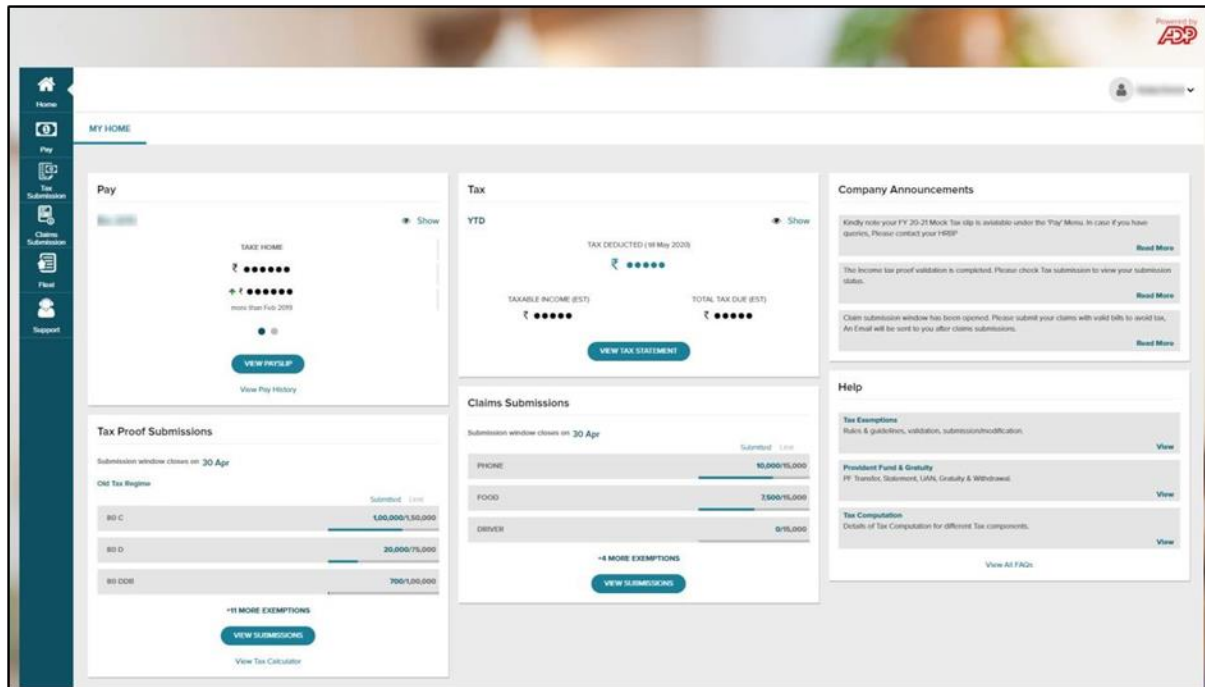 Powered by
ADP
Home
Pay
Tax
Submission
Claims
Submission
Flexi
Support
MY HOME
Pay
Show
TAKE HOME
₹ ●●●●●●
+ ₹ ●●●●●●
more than Feb 2019
VIEW PAYSLIP
View Pay History
Tax Proof Submissions
Submission window closes on 30 Apr
Old Tax Regime
Submitted Limit
80 C 1,00,000/1,50,000
80 D 20,000/75,000
80 DDB 700/1,00,000
+11 MORE EXEMPTIONS
VIEW SUBMISSIONS
View Tax Calculator
Tax
YTD Show
TAX DEDUCTED ( till May 2020)
₹ ●●●●●
TAXABLE INCOME (EST) TOTAL TAX DUE (EST)
₹ ●●●●● ₹ ●●●●●
VIEW TAX STATEMENT
Claims Submissions
Submission window closes on 30 Apr
Submitted Limit
PHONE 10,000/15,000
FOOD 7,500/15,000
DRIVER 0/15,000
+4 MORE EXEMPTIONS
VIEW SUBMISSIONS
Company Announcements
Kindly note your FY 20-21 Mock Tax slip is available under the 'Pay' Menu. In case if you have
queries, Please contact your HRBP
Read More
The Income tax proof validation is completed. Please check Tax submission to view your submission
status.
Read More
Claim submission window has been opened. Please submit your claims with valid bills to avoid tax,
An Email will be sent to you after claims submissions.
Read More
Help
Tax Exemptions
Rules & guidelines, validation, submission/modification.
View
Provident Fund & Gratuity
PF Transfer, Statement, UAN, Gratuity & Withdrawal.
View
Tax Computation
Details of Tax Computation for different Tax components.
View
View All FAQs